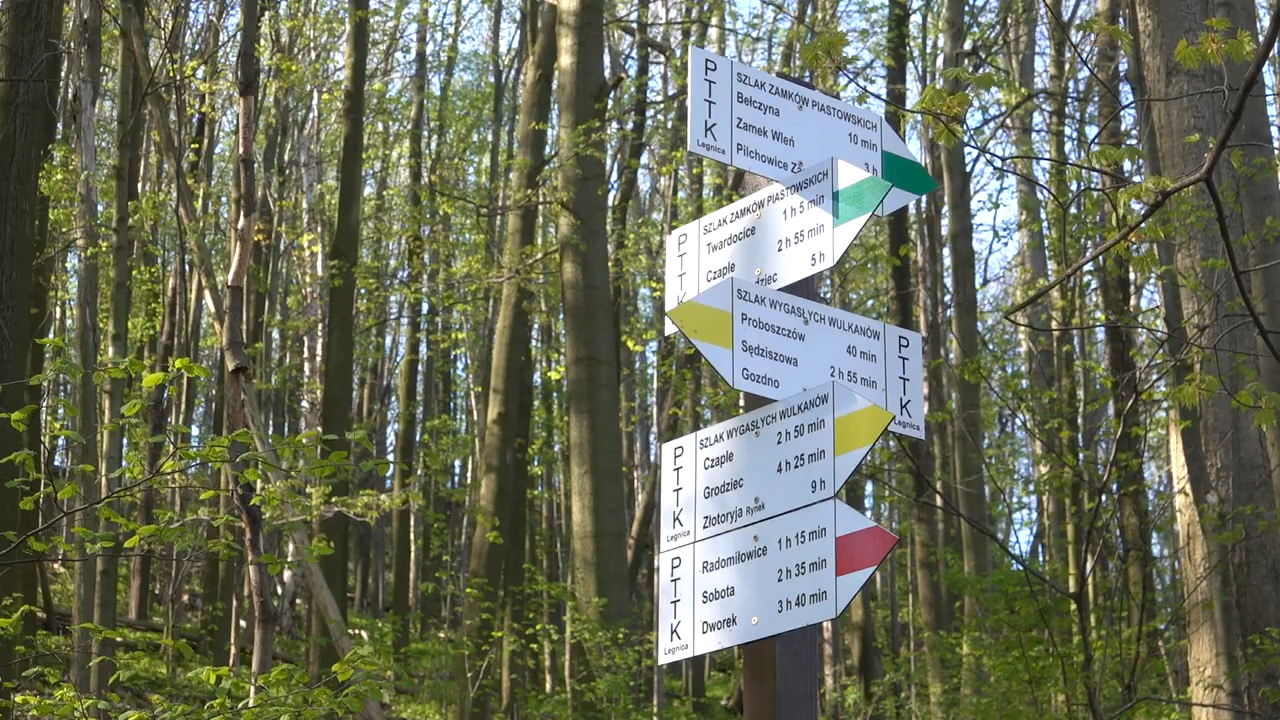 PTTK
Legnica
SZLAK ZAMKÓW PIASTOWSKICH
Bełczyna 10 min
Zamek Wleń 3 h
Pilchowice
PTTK
SZLAK ZAMKÓW PIASTOWSKICH
Twardocice 1 h 5 min
Czaple 2 h 55 min
5 h
SZLAK WYGASŁYCH WULKANÓW
Proboszczów 40 min
Sędziszowa 2 h 55 min
Gozdno
PTTK
Legnica
PTTK
Legnica
SZLAK WYGASŁYCH WULKANÓW
Czaple 2 h 50 min
Grodziec 4 h 25 min
Złotoryja Rynek 9 h
PTTK
Legnica
Radomiłowice 1 h 15 min
Sobota 2 h 35 min
Dworek 3 h 40 min